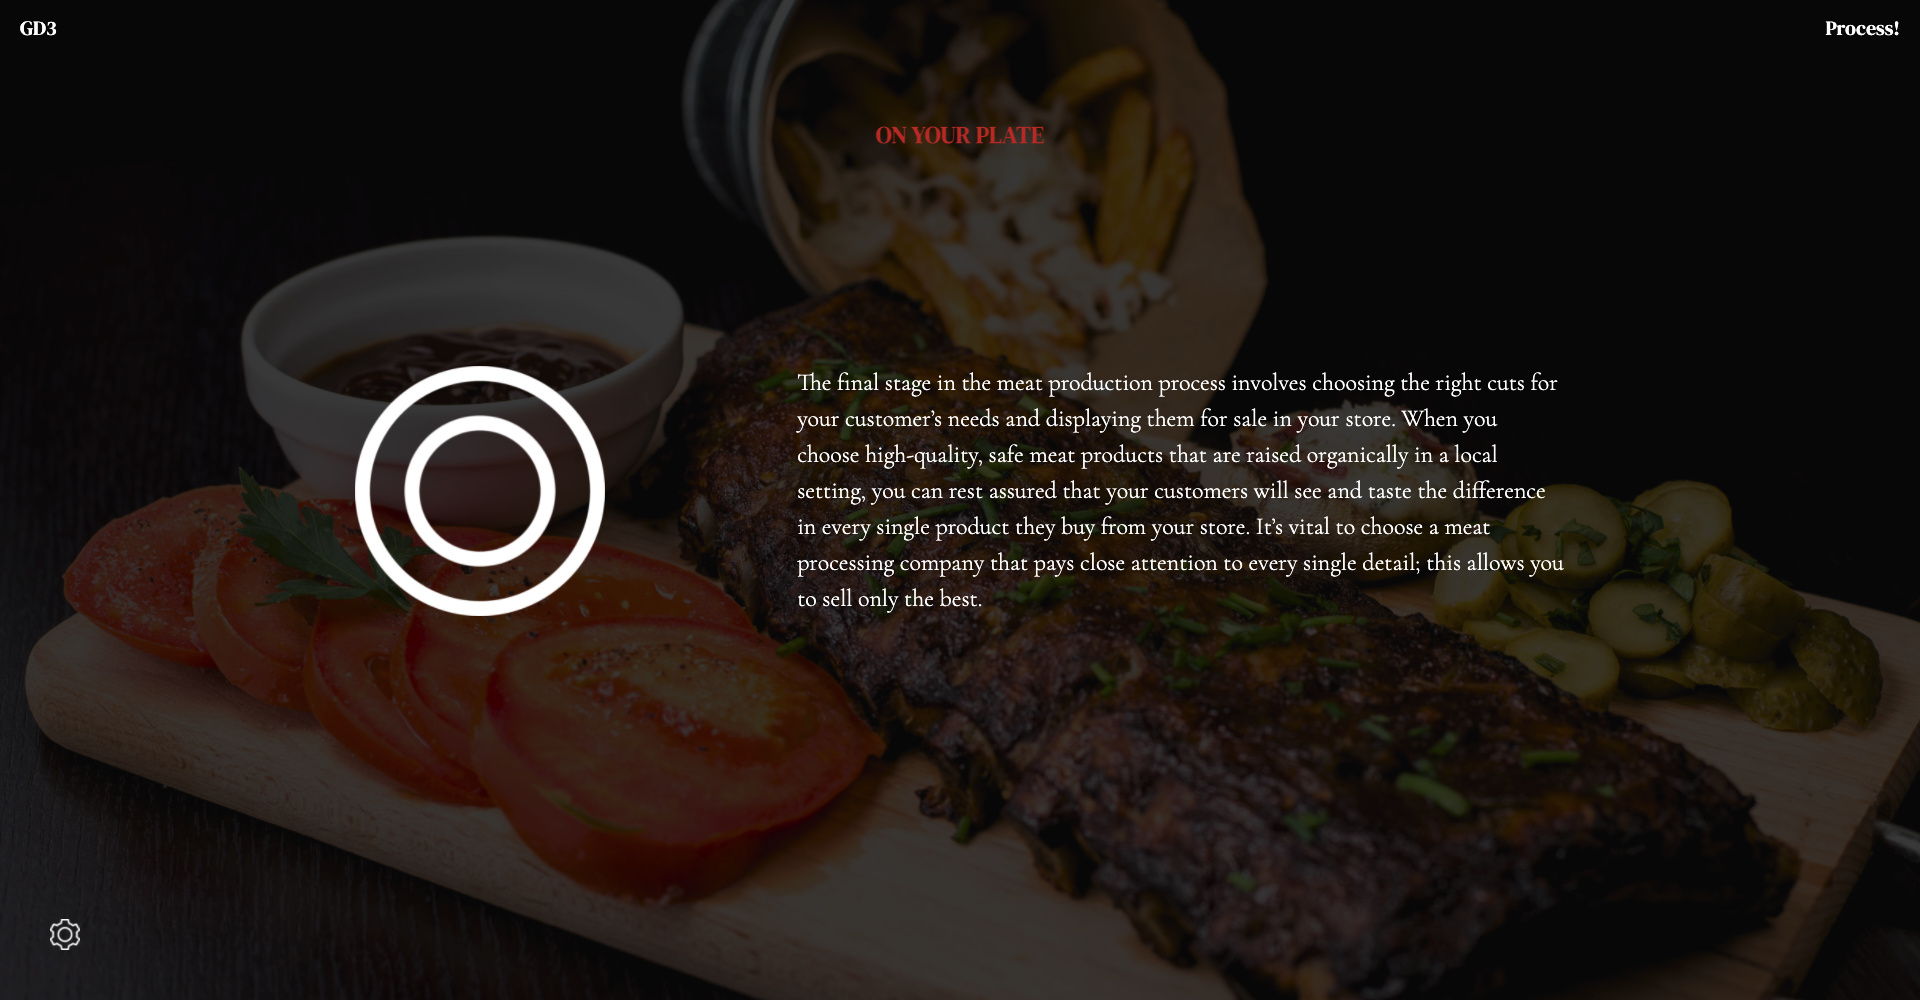 GD3
Process!
ON YOUR PLATE
The final stage in the meat production process involves choosing the right cuts for
your customer’s needs and displaying them for sale in your store. When you
choose high-quality, safe meat products that are raised organically in a local
setting, you can rest assured that your customers will see and taste the difference
in every single product they buy from your store. It’s vital to choose a meat
processing company that pays close attention to every single detail; this allows you
to sell only the best.